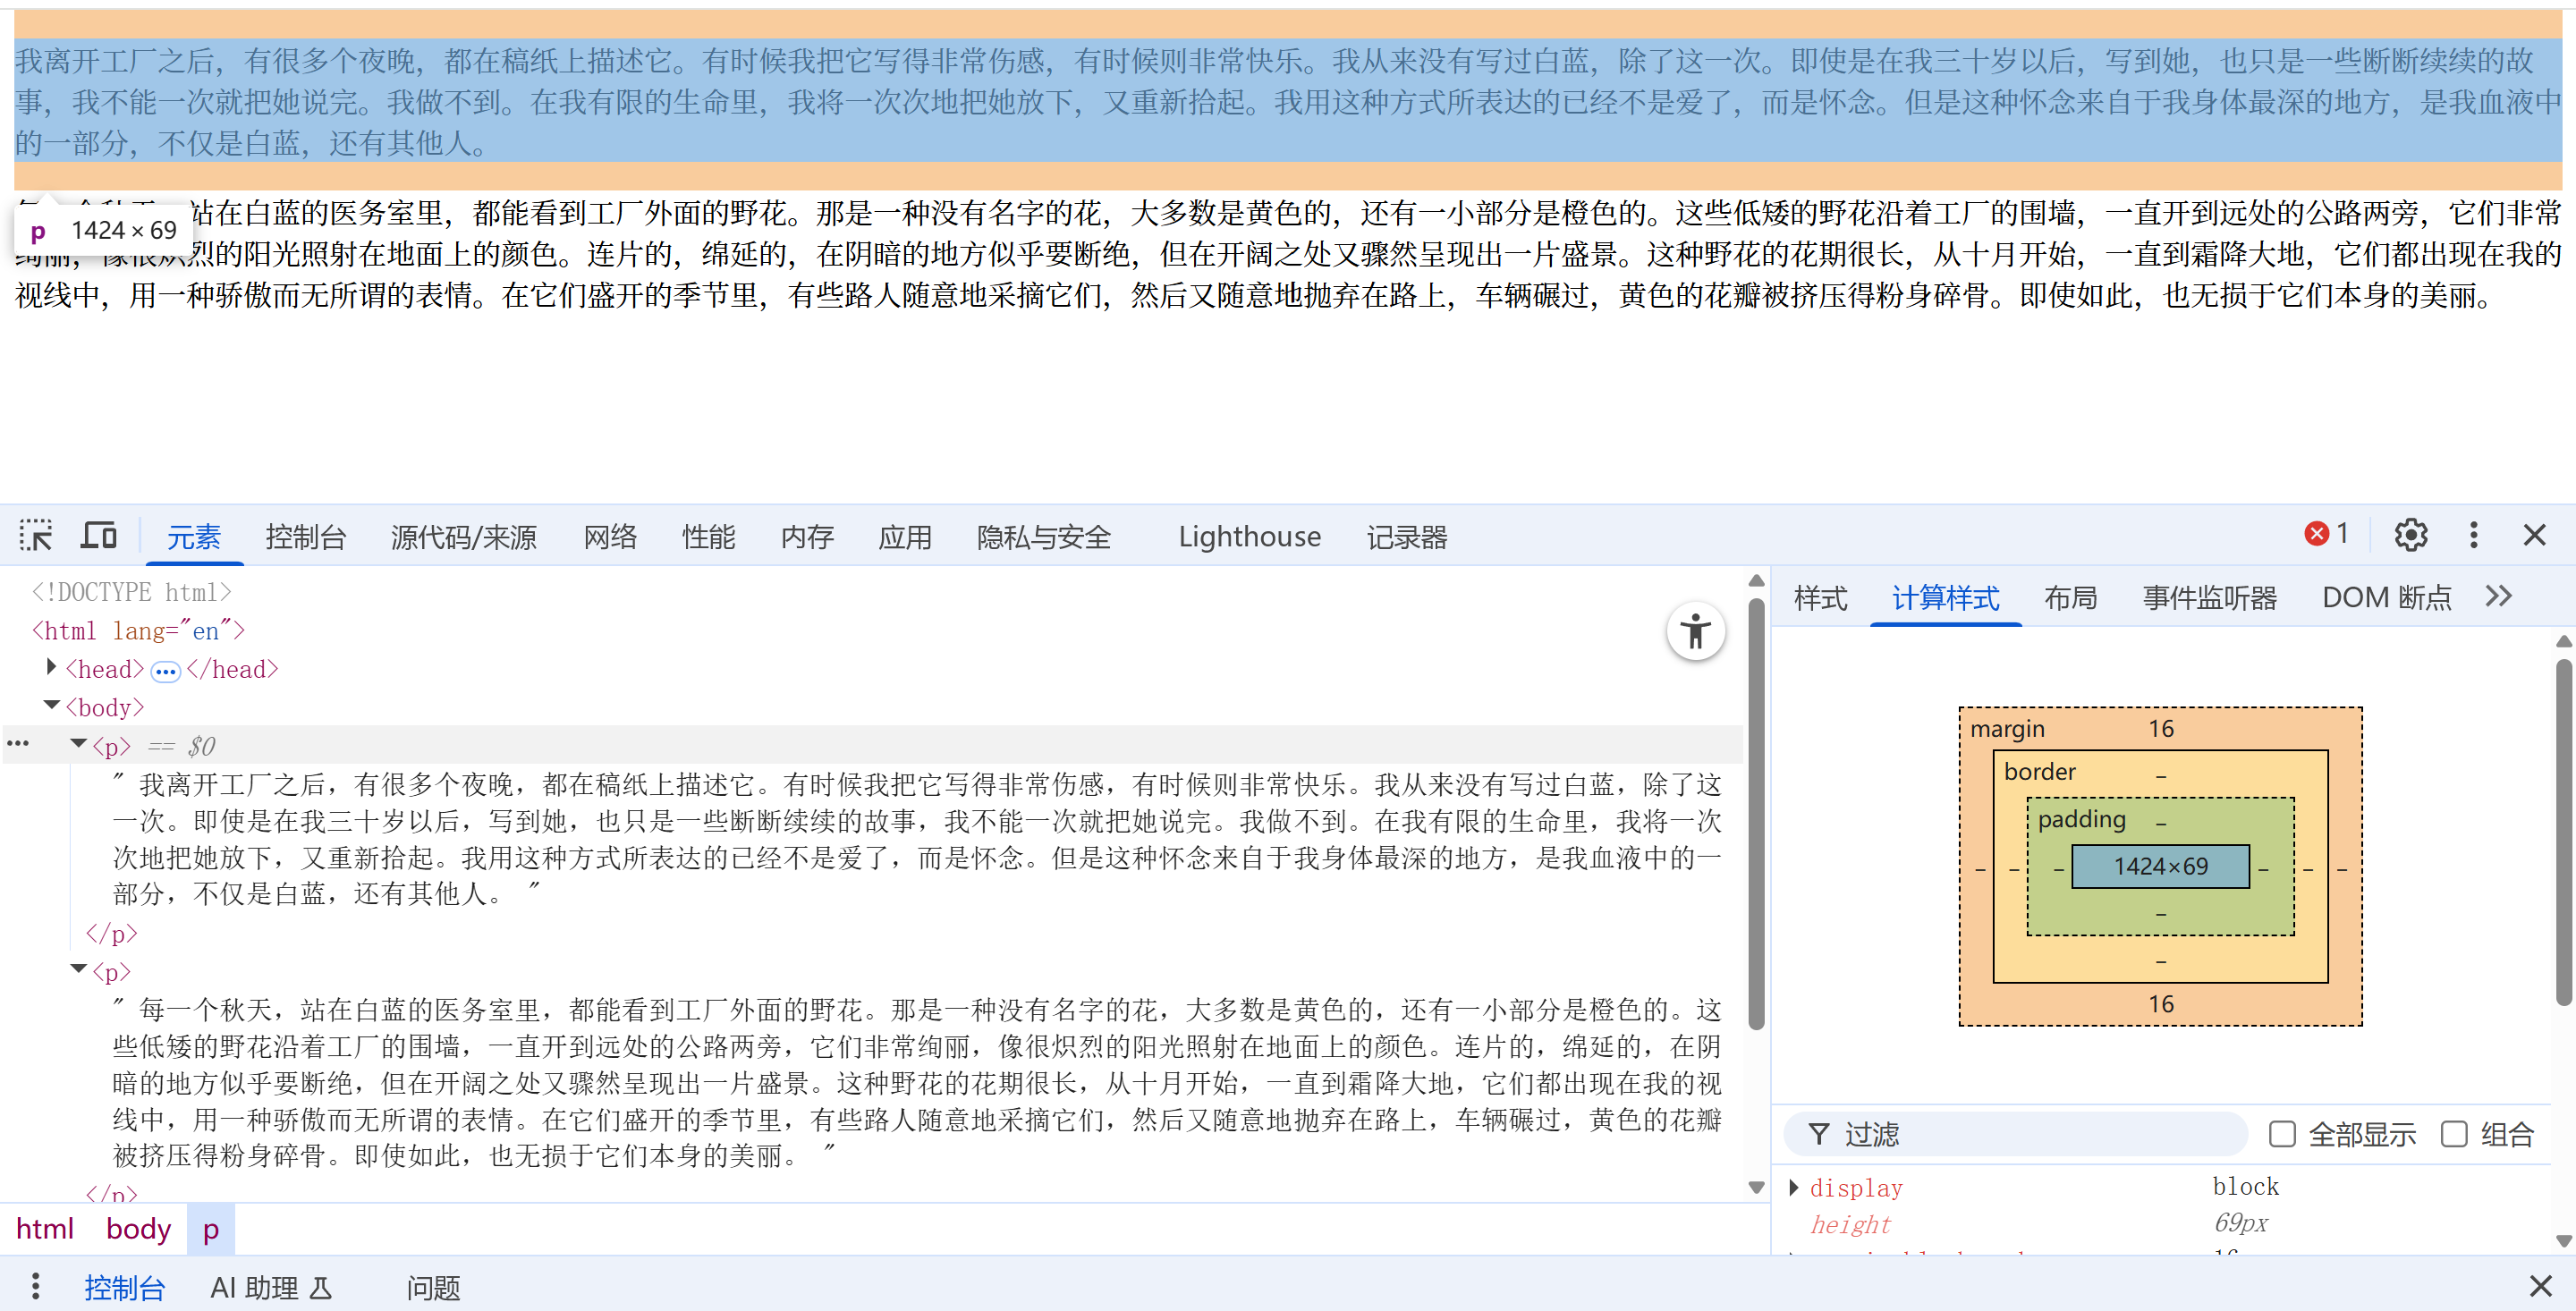 我离开工厂之后，有很多个夜晚，都在稿纸上描述它。有时候我把它写得非常伤感，有时候则非常快乐。我从来没有写过白蓝，除了这一次。即使是在我三十岁以后，写到她，也只是一些断断续续的故
事，我不能一次就把她说完。我做不到。在我有限的生命里，我将一次次地把她放下，又重新拾起。我用这种方式所表达的已经不是爱了，而是怀念。但是这种怀念来自于我身体最深的地方，是我血液中
的一部分，不仅是白蓝，还有其他人。
站在白蓝的医务室里，都能看到工厂外面的野花。那是一种没有名字的花，大多数是黄色的，还有一小部分是橙色的。这些低矮的野花沿着工厂的围墙，一直开到远处的公路两旁，它们非常
p 1424 × 69
烈的阳光照射在地面上的颜色。连片的，绵延的，在阴暗的地方似乎要断绝，但在开阔之处又骤然呈现出一片盛景。这种野花的花期很长，从十月开始，一直到霜降大地，它们都出现在我的
视线中，用一种骄傲而无所谓的表情。在它们盛开的季节里，有些路人随意地采摘它们，然后又随意地抛弃在路上，车辆碾过，黄色的花瓣被挤压得粉身碎骨。即使如此，也无损于它们本身的美丽。
元素 控制台 源代码/来源 网络 性能 内存 应用 隐私与安全 Lighthouse 记录器 1
<!DOCTYPE html>
<html lang="en">
<head>…</head>
<body>
… <p> == $0
" 我离开工厂之后，有很多个夜晚，都在稿纸上描述它。有时候我把它写得非常伤感，有时候则非常快乐。我从来没有写过白蓝，除了这
一次。即使是在我三十岁以后，写到她，也只是一些断断续续的故事，我不能一次就把她说完。我做不到。在我有限的生命里，我将一次
次地把她放下，又重新拾起。我用这种方式所表达的已经不是爱了，而是怀念。但是这种怀念来自于我身体最深的地方，是我血液中的一
部分，不仅是白蓝，还有其他人。 "
</p>
<p>
" 每一个秋天，站在白蓝的医务室里，都能看到工厂外面的野花。那是一种没有名字的花，大多数是黄色的，还有一小部分是橙色的。这
些低矮的野花沿着工厂的围墙，一直开到远处的公路两旁，它们非常绚丽，像很炽烈的阳光照射在地面上的颜色。连片的，绵延的，在阴
暗的地方似乎要断绝，但在开阔之处又骤然呈现出一片盛景。这种野花的花期很长，从十月开始，一直到霜降大地，它们都出现在我的视
线中，用一种骄傲而无所谓的表情。在它们盛开的季节里，有些路人随意地采摘它们，然后又随意地抛弃在路上，车辆碾过，黄色的花瓣
被挤压得粉身碎骨。即使如此，也无损于它们本身的美丽。 "
</p>
html body p
样式 计算样式 布局 事件监听器 DOM 断点
margin 16
border –
padding –
– – – 1424×69 – – –
–
–
16
过滤 全部显示 组合
display block
height 69px
控制台 AI 助理 问题